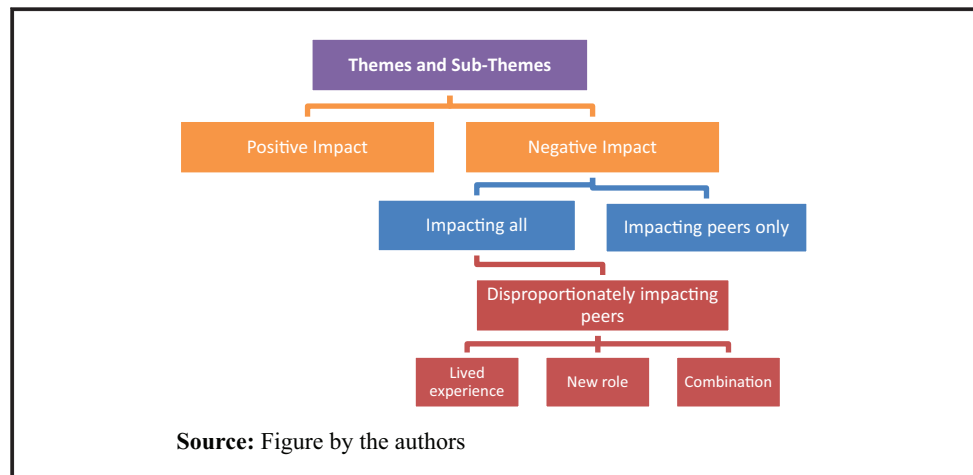 Themes and Sub-Themes
Positive Impact
Negative Impact
Impacting all
Impacting peers only
Disproportionately impacting
peers
Lived
experience
New role
Combination
Source: Figure by the authors